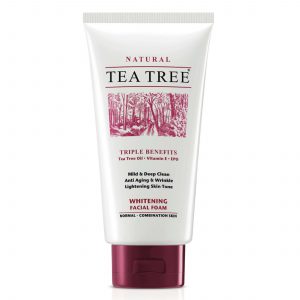 NATURAL
TEA TREE®
TRIPLE BENEFITS
Tea Tree Oil • Vitamin E • EPO
Mild & Deep Clean
Anti Aging & Wrinkle
Lightening Skin Tone
WHITENING
FACIAL FOAM
NORMAL - COMBINATION SKIN